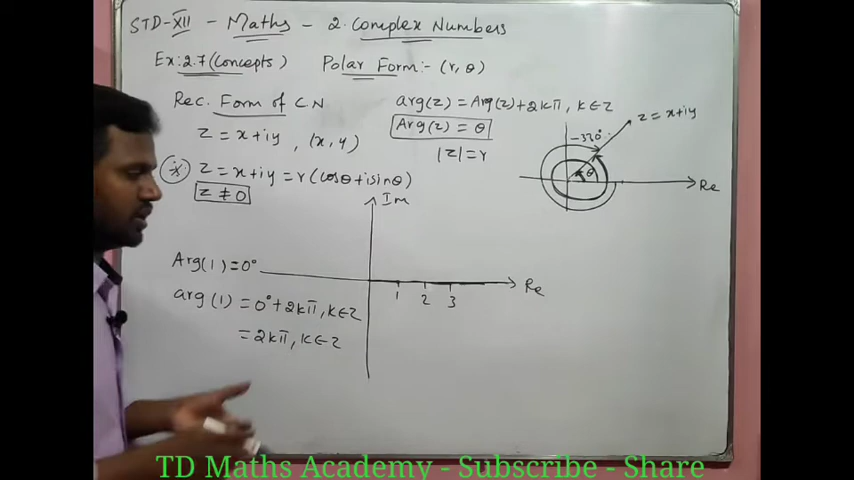 STD-XII - Maths - 2. Complex Numbers
Ex: 2.7 (Concepts) Polar Form:- (r, θ)
Rec. Form of CN
arg(z) = Arg(z) + 2kπ, k∈Z
z = x+iy, (x, y)
Arg(z) = θ
|z| = r
z = x+iy = r(cosθ + i sinθ)
z ≠ 0
z = x+iy
θ
Re
Im
Arg(1) = 0°
1 2 3 Re
arg(1) = 0° + 2kπ, k∈Z
= 2kπ, k∈Z
TD Maths Academy - Subscribe - Share